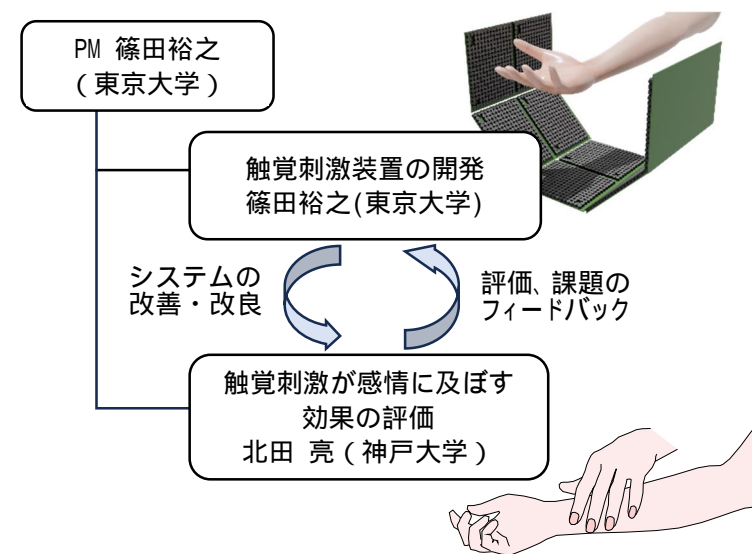 PM 篠田裕之
(東京大学)
触覚刺激装置の開発
篠田裕之(東京大学)
システムの
改善・改良
評価、課題の
フィードバック
触覚刺激が感情に及ぼす
効果の評価
北田 亮(神戸大学)